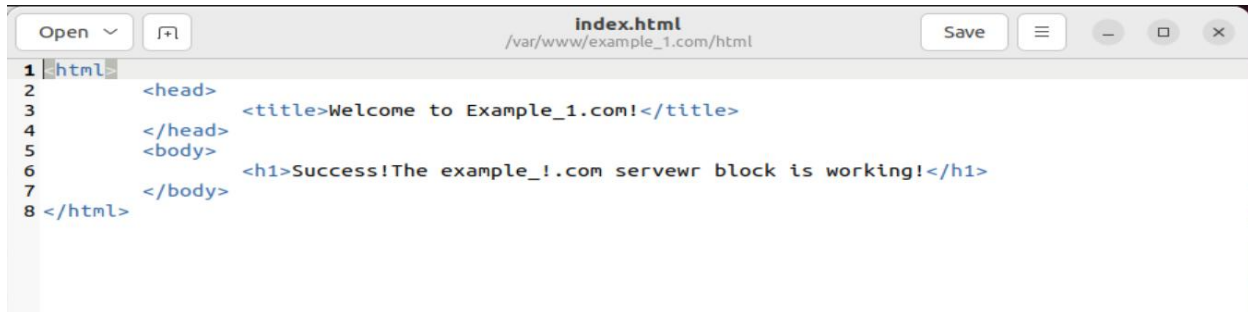 Open
index.html
/var/www/example_1.com/html
Save
1 <html>
2 <head>
3 <title>Welcome to Example_1.com!</title>
4 </head>
5 <body>
6 <h1>Success!The example_!.com servewr block is working!</h1>
7 </body>
8 </html>